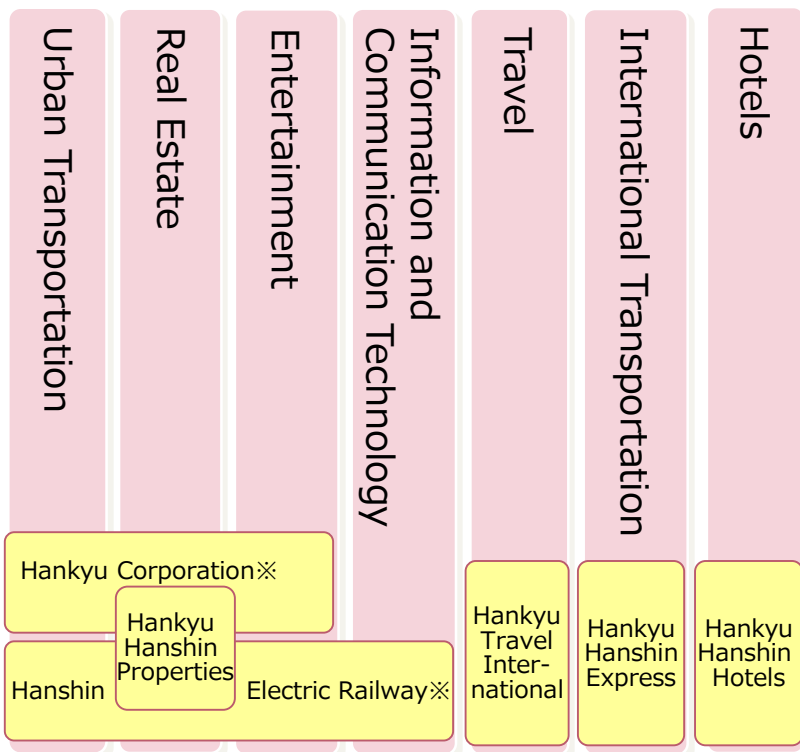 Urban Transportation
Real Estate
Entertainment
Information and
Communication Technology
Travel
International Transportation
Hotels
Hankyu Corporation※
Hankyu
Hanshin
Properties
Hanshin Electric Railway※
Hankyu
Travel
Inter-
national
Hankyu
Hanshin
Express
Hankyu
Hanshin
Hotels